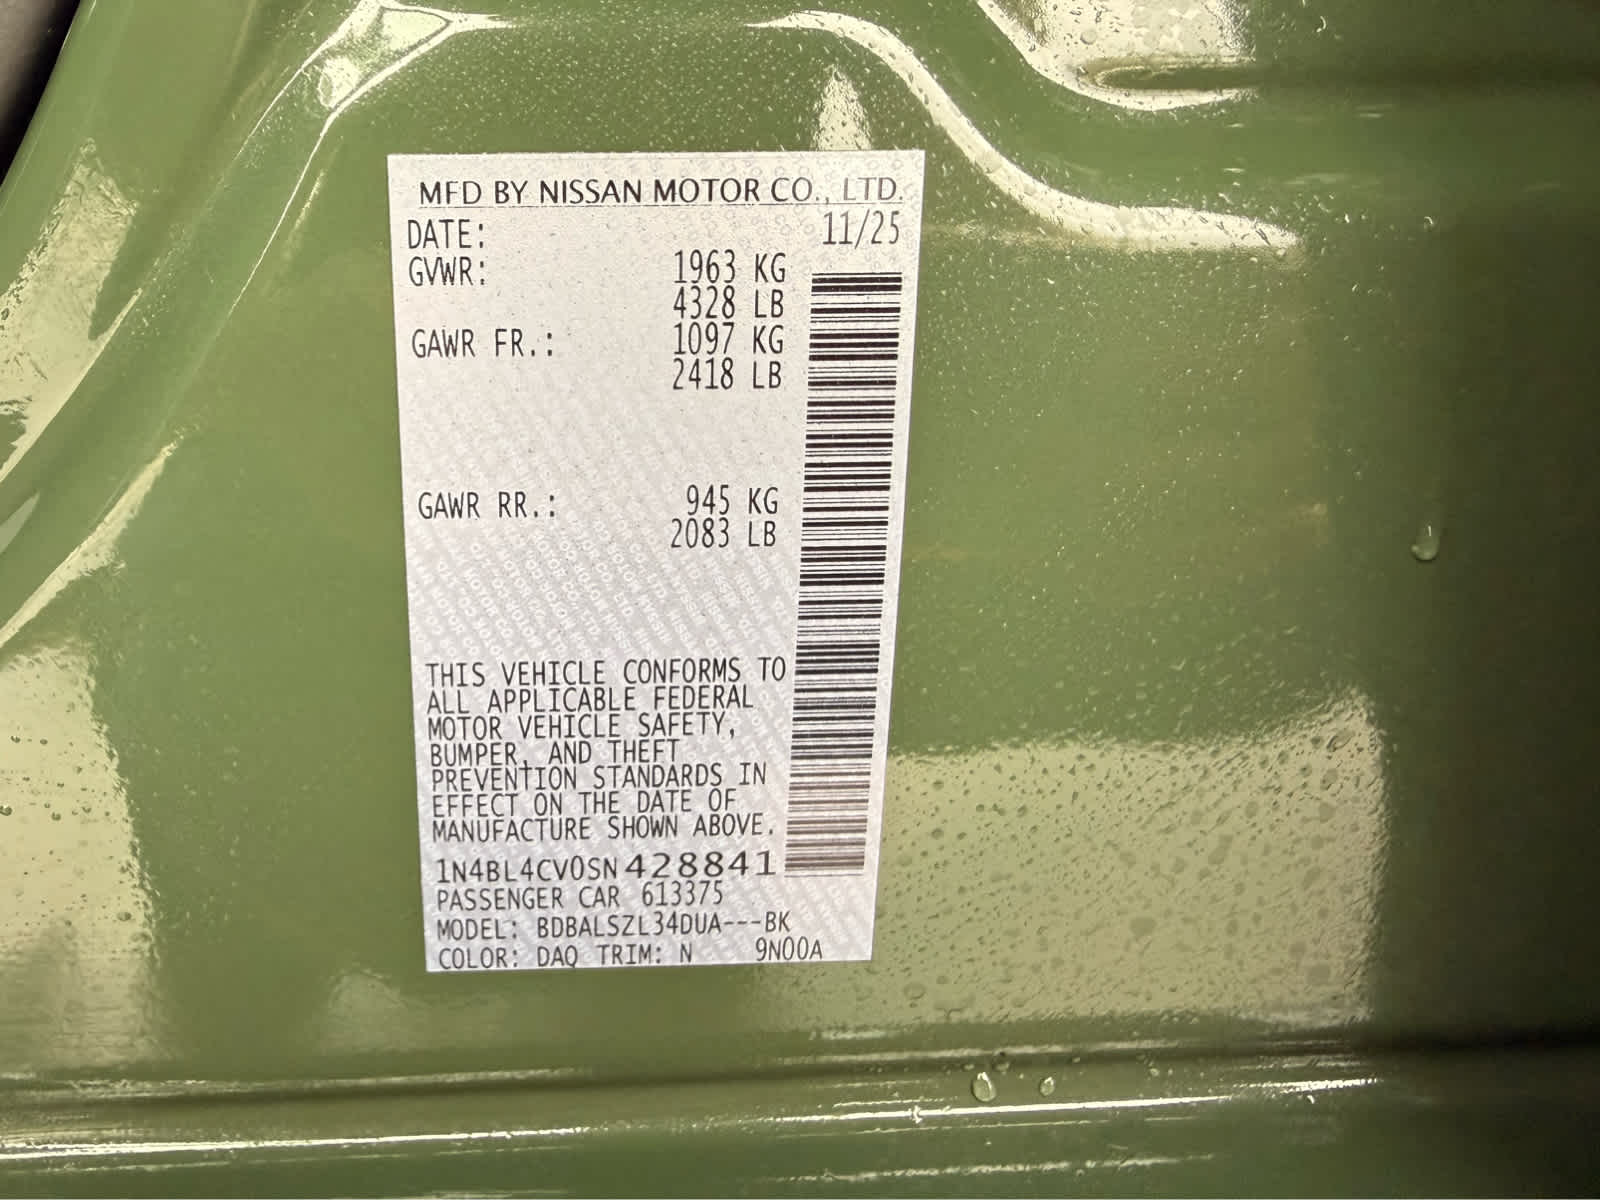 MFD BY NISSAN MOTOR CO., LTD.
DATE: 11/25
GVWR: 1963 KG
4328 LB
GAWR FR.: 1097 KG
2418 LB
GAWR RR.: 945 KG
2083 LB
THIS VEHICLE CONFORMS TO
ALL APPLICABLE FEDERAL
MOTOR VEHICLE SAFETY,
BUMPER, AND THEFT
PREVENTION STANDARDS IN
EFFECT ON THE DATE OF
MANUFACTURE SHOWN ABOVE.
1N4BL4CV0SN428841
PASSENGER CAR 613375
MODEL: BDBALSZL34DUA---BK
COLOR: DAQ TRIM: N 9N00A